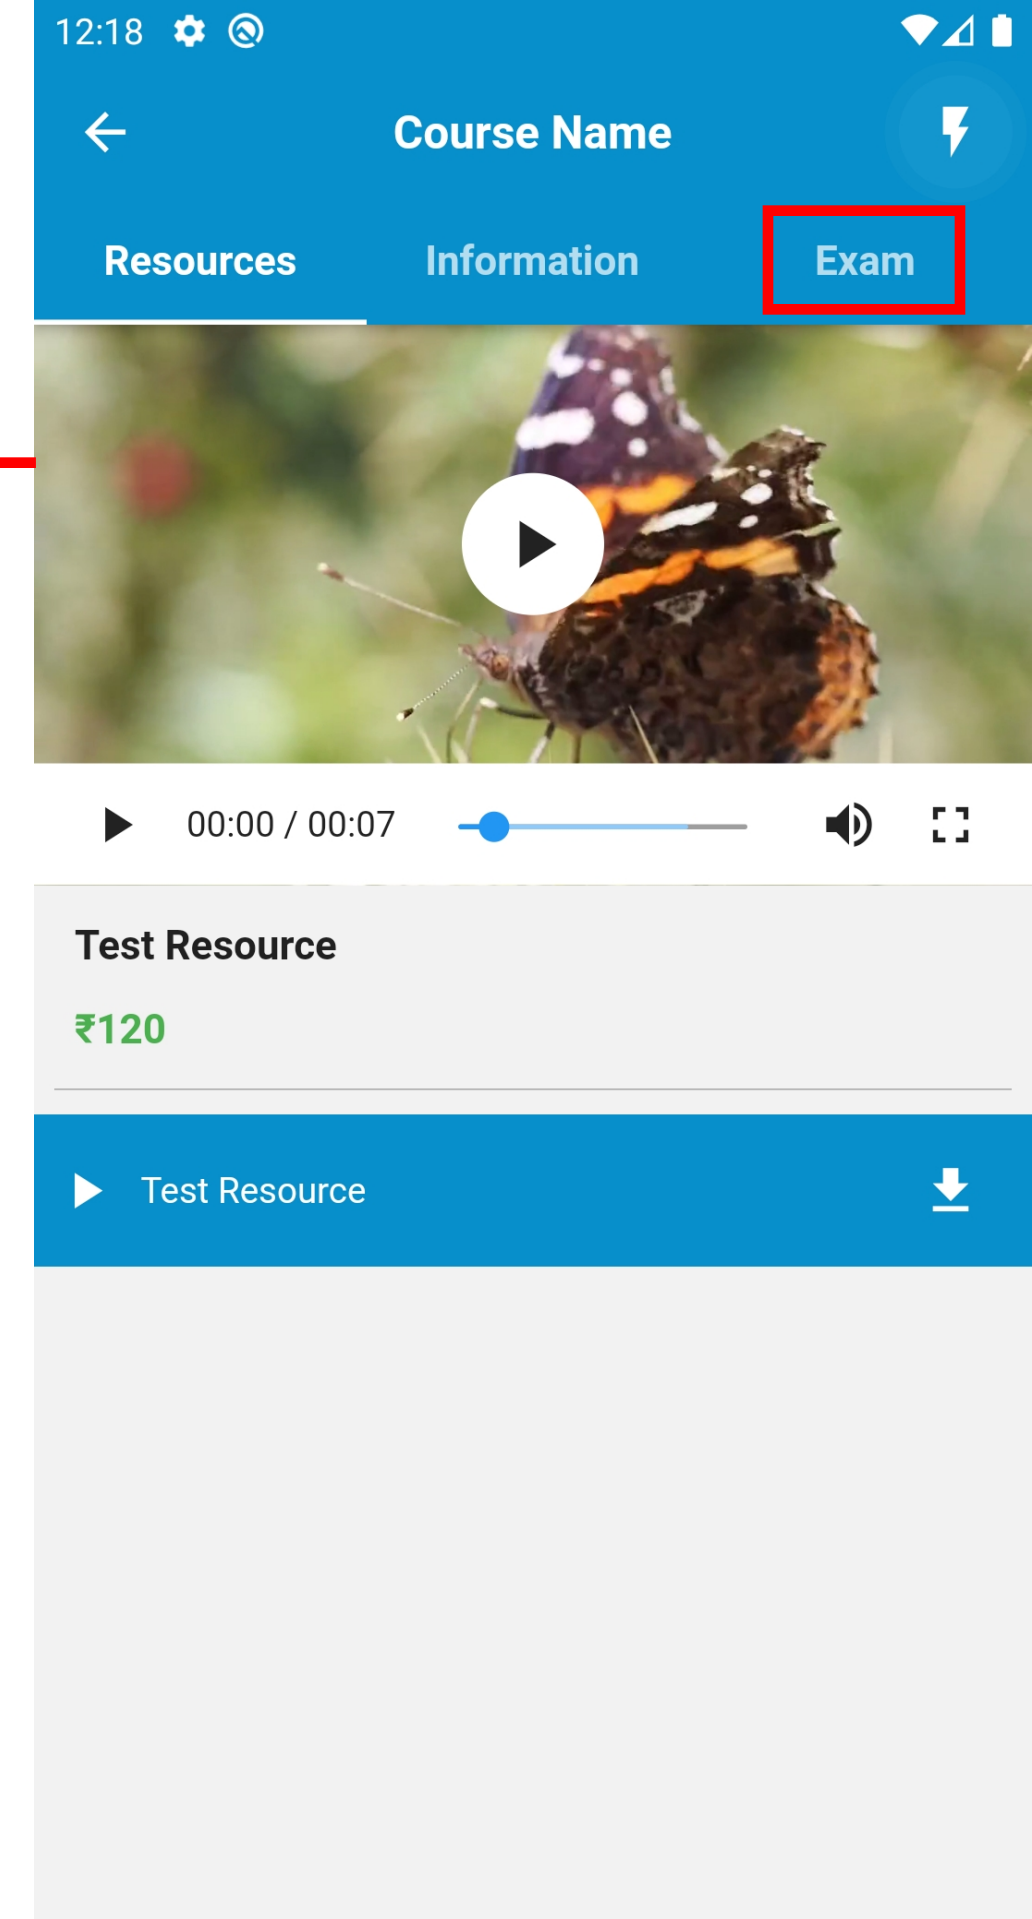 12:18
Course Name
Resources Information Exam
00:00 / 00:07
Test Resource
₹120
Test Resource